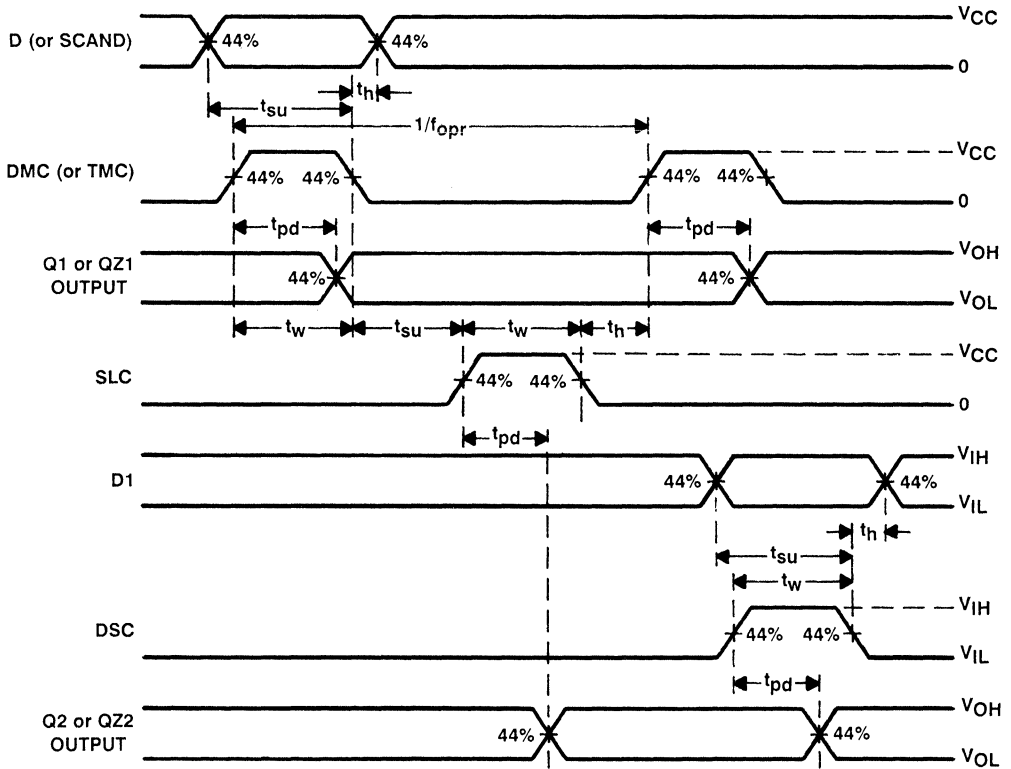 VCC
D (or SCAND) 44% 44%
0
th
tsu
1/fopr
VCC
DMC (or TMC) 44% 44% 44% 44%
0
tpd tpd
VOH
Q1 or QZ1
OUTPUT 44% 44%
VOL
tw tsu tw th
VCC
SLC 44% 44%
0
tpd
VIH
D1 44% 44%
VIL
th
tsu
tw
VIH
DSC 44% 44%
VIL
tpd
VOH
Q2 or QZ2
OUTPUT 44% 44%
VOL